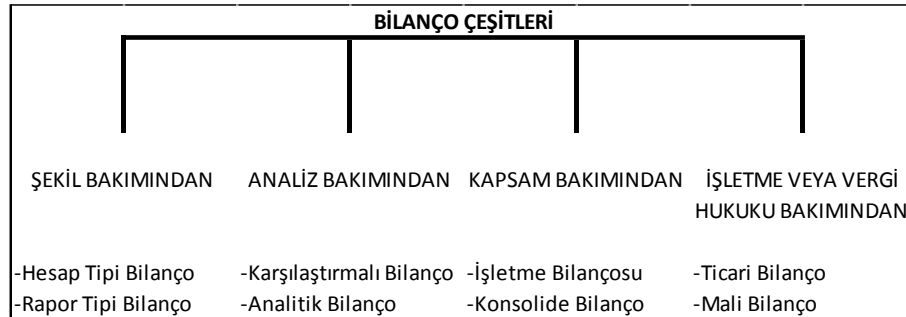 BİLANÇO ÇEŞİTLERİ
ŞEKİL BAKIMINDAN
ANALİZ BAKIMINDAN
KAPSAM BAKIMINDAN
İŞLETME VEYA VERGİ
HUKUKU BAKIMINDAN
-Hesap Tipi Bilanço
-Karşılaştırmalı Bilanço
-İşletme Bilançosu
-Ticari Bilanço
-Rapor Tipi Bilanço
-Analitik Bilanço
-Konsolide Bilanço
-Mali Bilanço